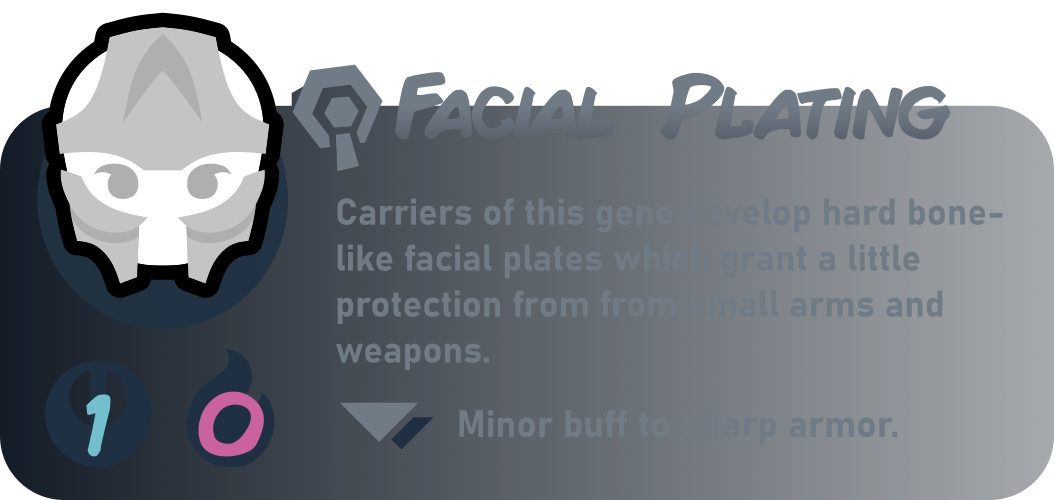 Facial Plating
Carriers of this gene develop hard bone-
like facial plates which grant a little
protection from from small arms and
weapons.
1 0 Minor buff to sharp armor.